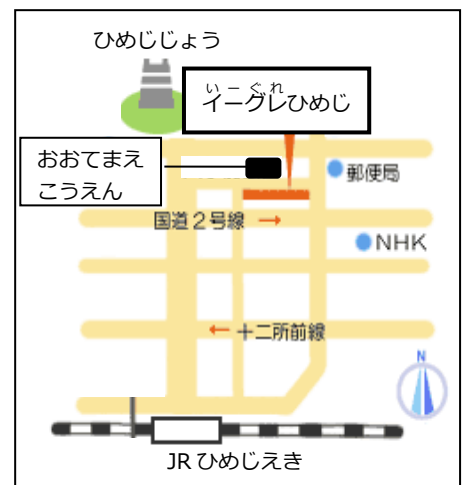 ひめじじょう
いーぐれ
イーグレひめじ
おおてまえ
こうえん
郵便局
国道２号線 →
NHK
← 十二所前線
N
JR ひめじえき